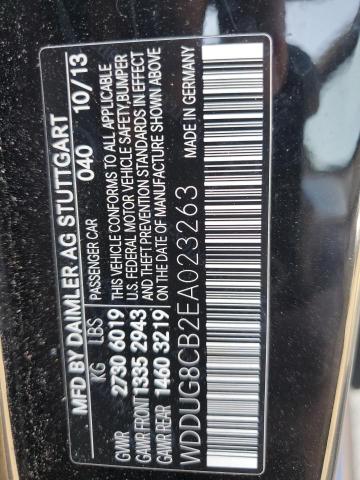 MFD BY DAIMLER AG STUTTGART
PASSENGER CAR 040 10/13
KG LBS
GVWR 2730 6019
GAWR FRONT 1335 2943
GAWR REAR 1460 3219
THIS VEHICLE CONFORMS TO ALL APPLICABLE
U.S. FEDERAL MOTOR VEHICLE SAFETY, BUMPER
AND THEFT PREVENTION STANDARDS IN EFFECT
ON THE DATE OF MANUFACTURE SHOWN ABOVE
WDDUG8CB2EA023263
MADE IN GERMANY